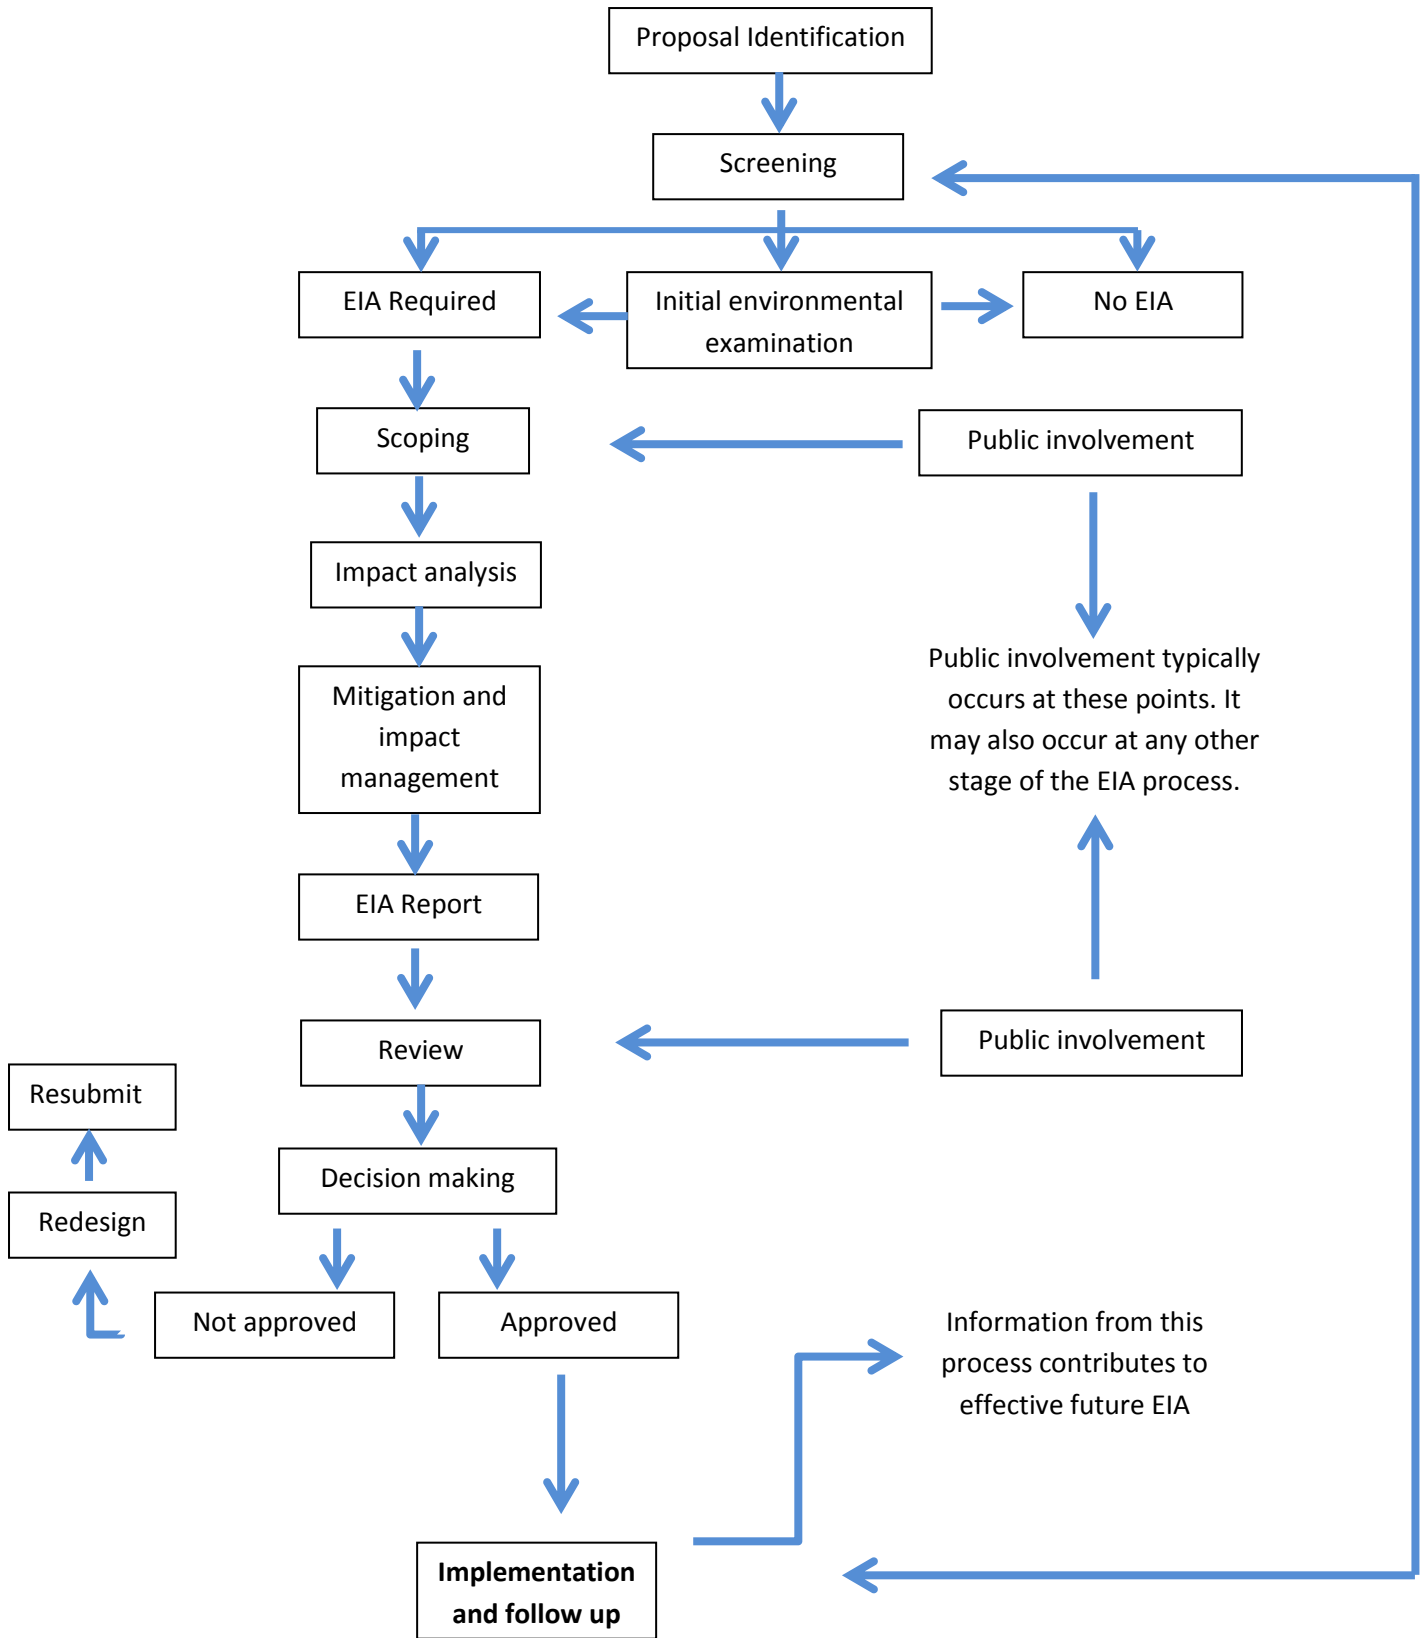 Proposal Identification
Screening
EIA Required
Initial environmental
examination
No EIA
Scoping
Public involvement
Impact analysis
Public involvement typically
occurs at these points. It
may also occur at any other
stage of the EIA process.
Mitigation and
impact
management
EIA Report
Review
Public involvement
Resubmit
Decision making
Redesign
Not approved
Approved
Information from this
process contributes to
effective future EIA
Implementation
and follow up